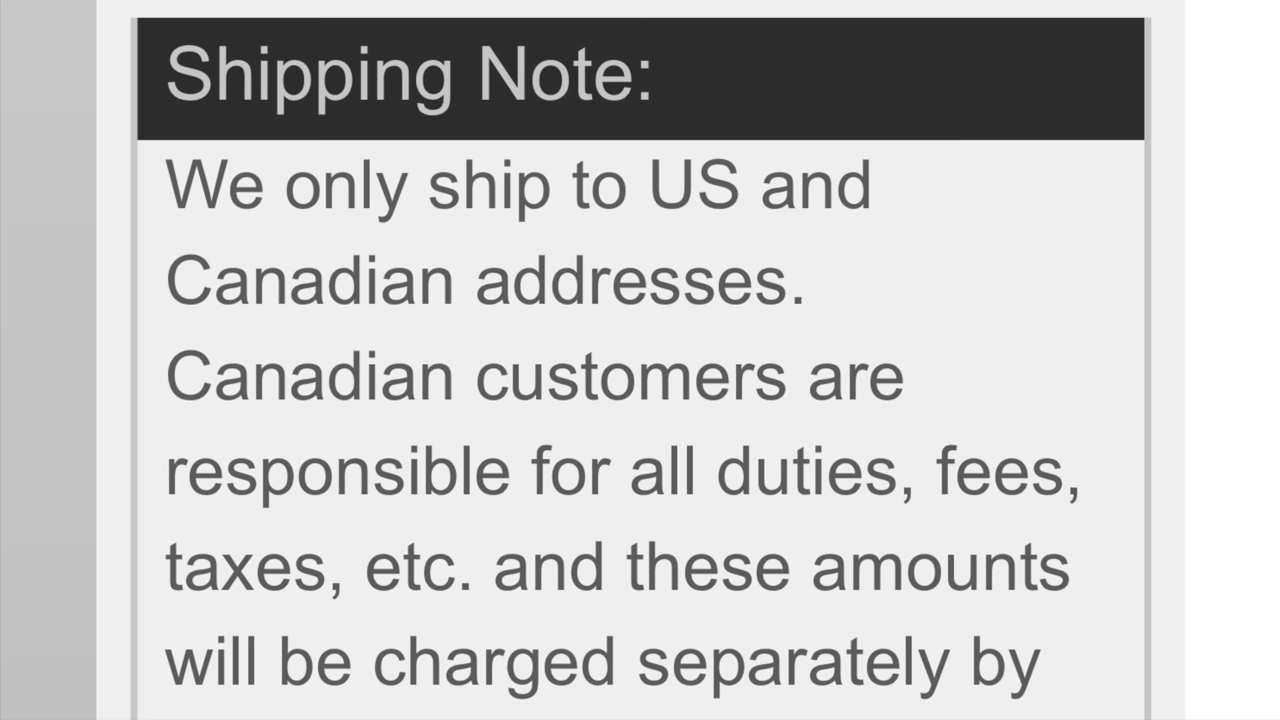 Shipping Note:
We only ship to US and
Canadian addresses.
Canadian customers are
responsible for all duties, fees,
taxes, etc. and these amounts
will be charged separately by